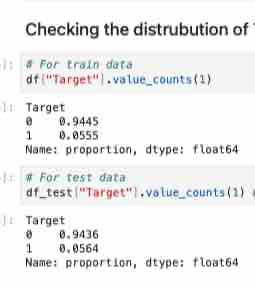 Checking the distrubution of
# For train data
df["Target"].value_counts(1)
Target
0    0.9445
1    0.0555
Name: proportion, dtype: float64
# For test data
df_test["Target"].value_counts(1) #
Target
0    0.9436
1    0.0564
Name: proportion, dtype: float64